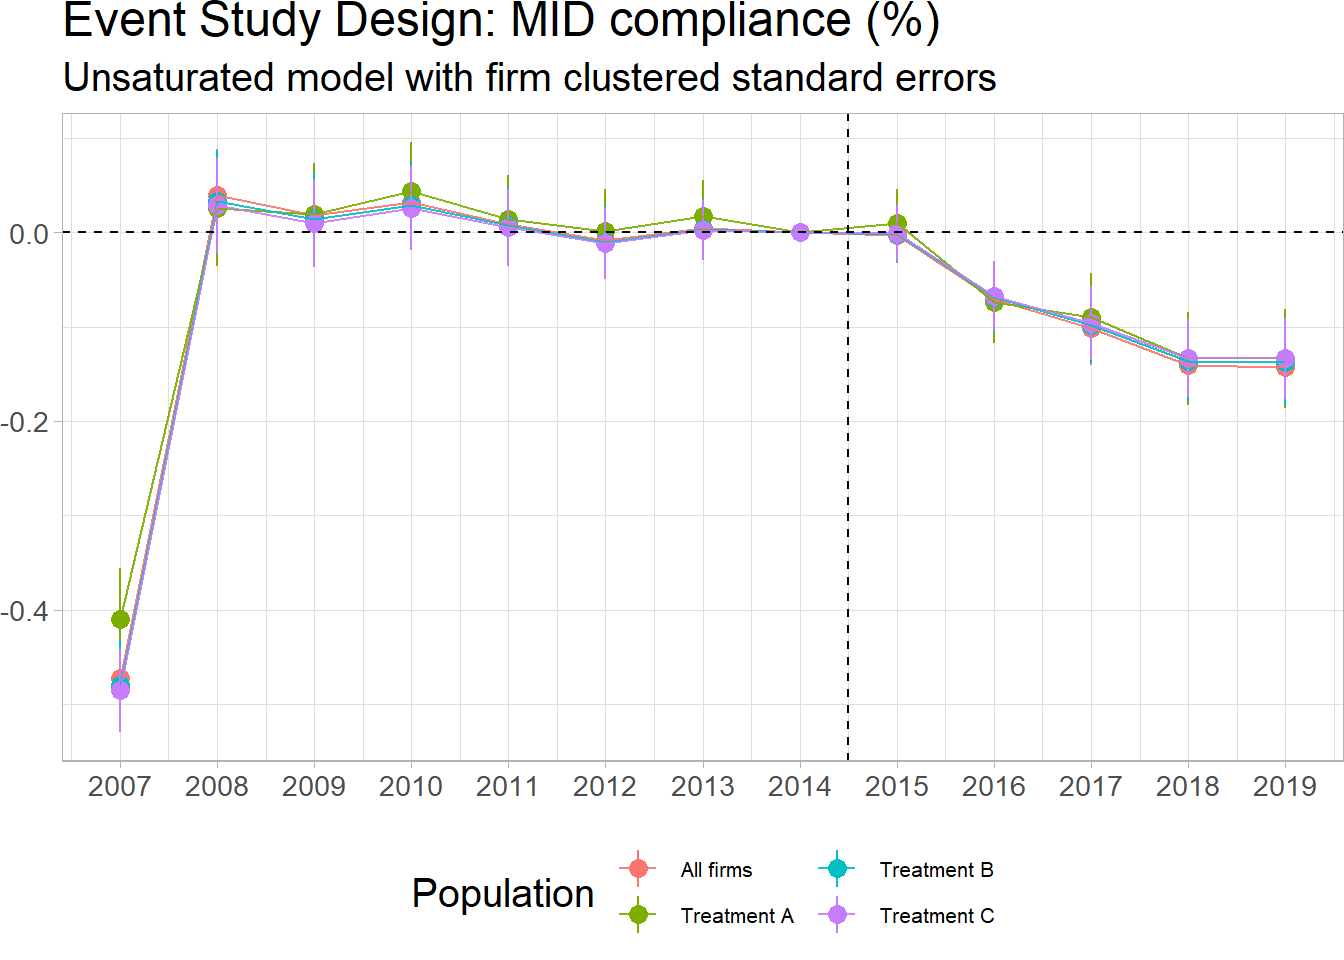 Event Study Design: MID compliance (%)
Unsaturated model with firm clustered standard errors
0.0
-0.2
-0.4
2007 2008 2009 2010 2011 2012 2013 2014 2015 2016 2017 2018 2019
Population
All firms
Treatment A
Treatment B
Treatment C